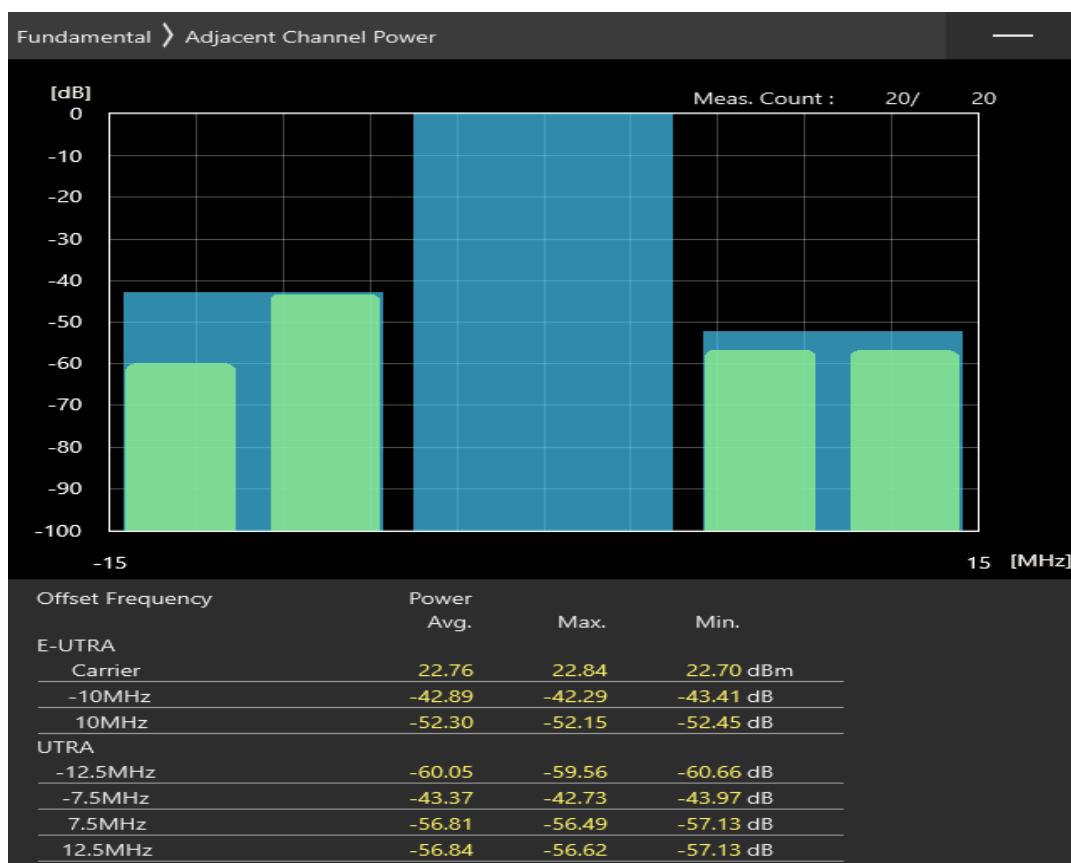 Fundamental 》 Adjacent Channel Power
[dB]
Meas. Count : 20/ 20
0
-10
-20
-30
-40
-50
-60
-70
-80
-90
-100
-15 15 [MHz]
Offset Frequency Power
Avg. Max. Min.
E-UTRA
Carrier 22.76 22.84 22.70 dBm
-10MHz -42.89 -42.29 -43.41 dB
10MHz -52.30 -52.15 -52.45 dB
UTRA
-12.5MHz -60.05 -59.56 -60.66 dB
-7.5MHz -43.37 -42.73 -43.97 dB
7.5MHz -56.81 -56.49 -57.13 dB
12.5MHz -56.84 -56.62 -57.13 dB